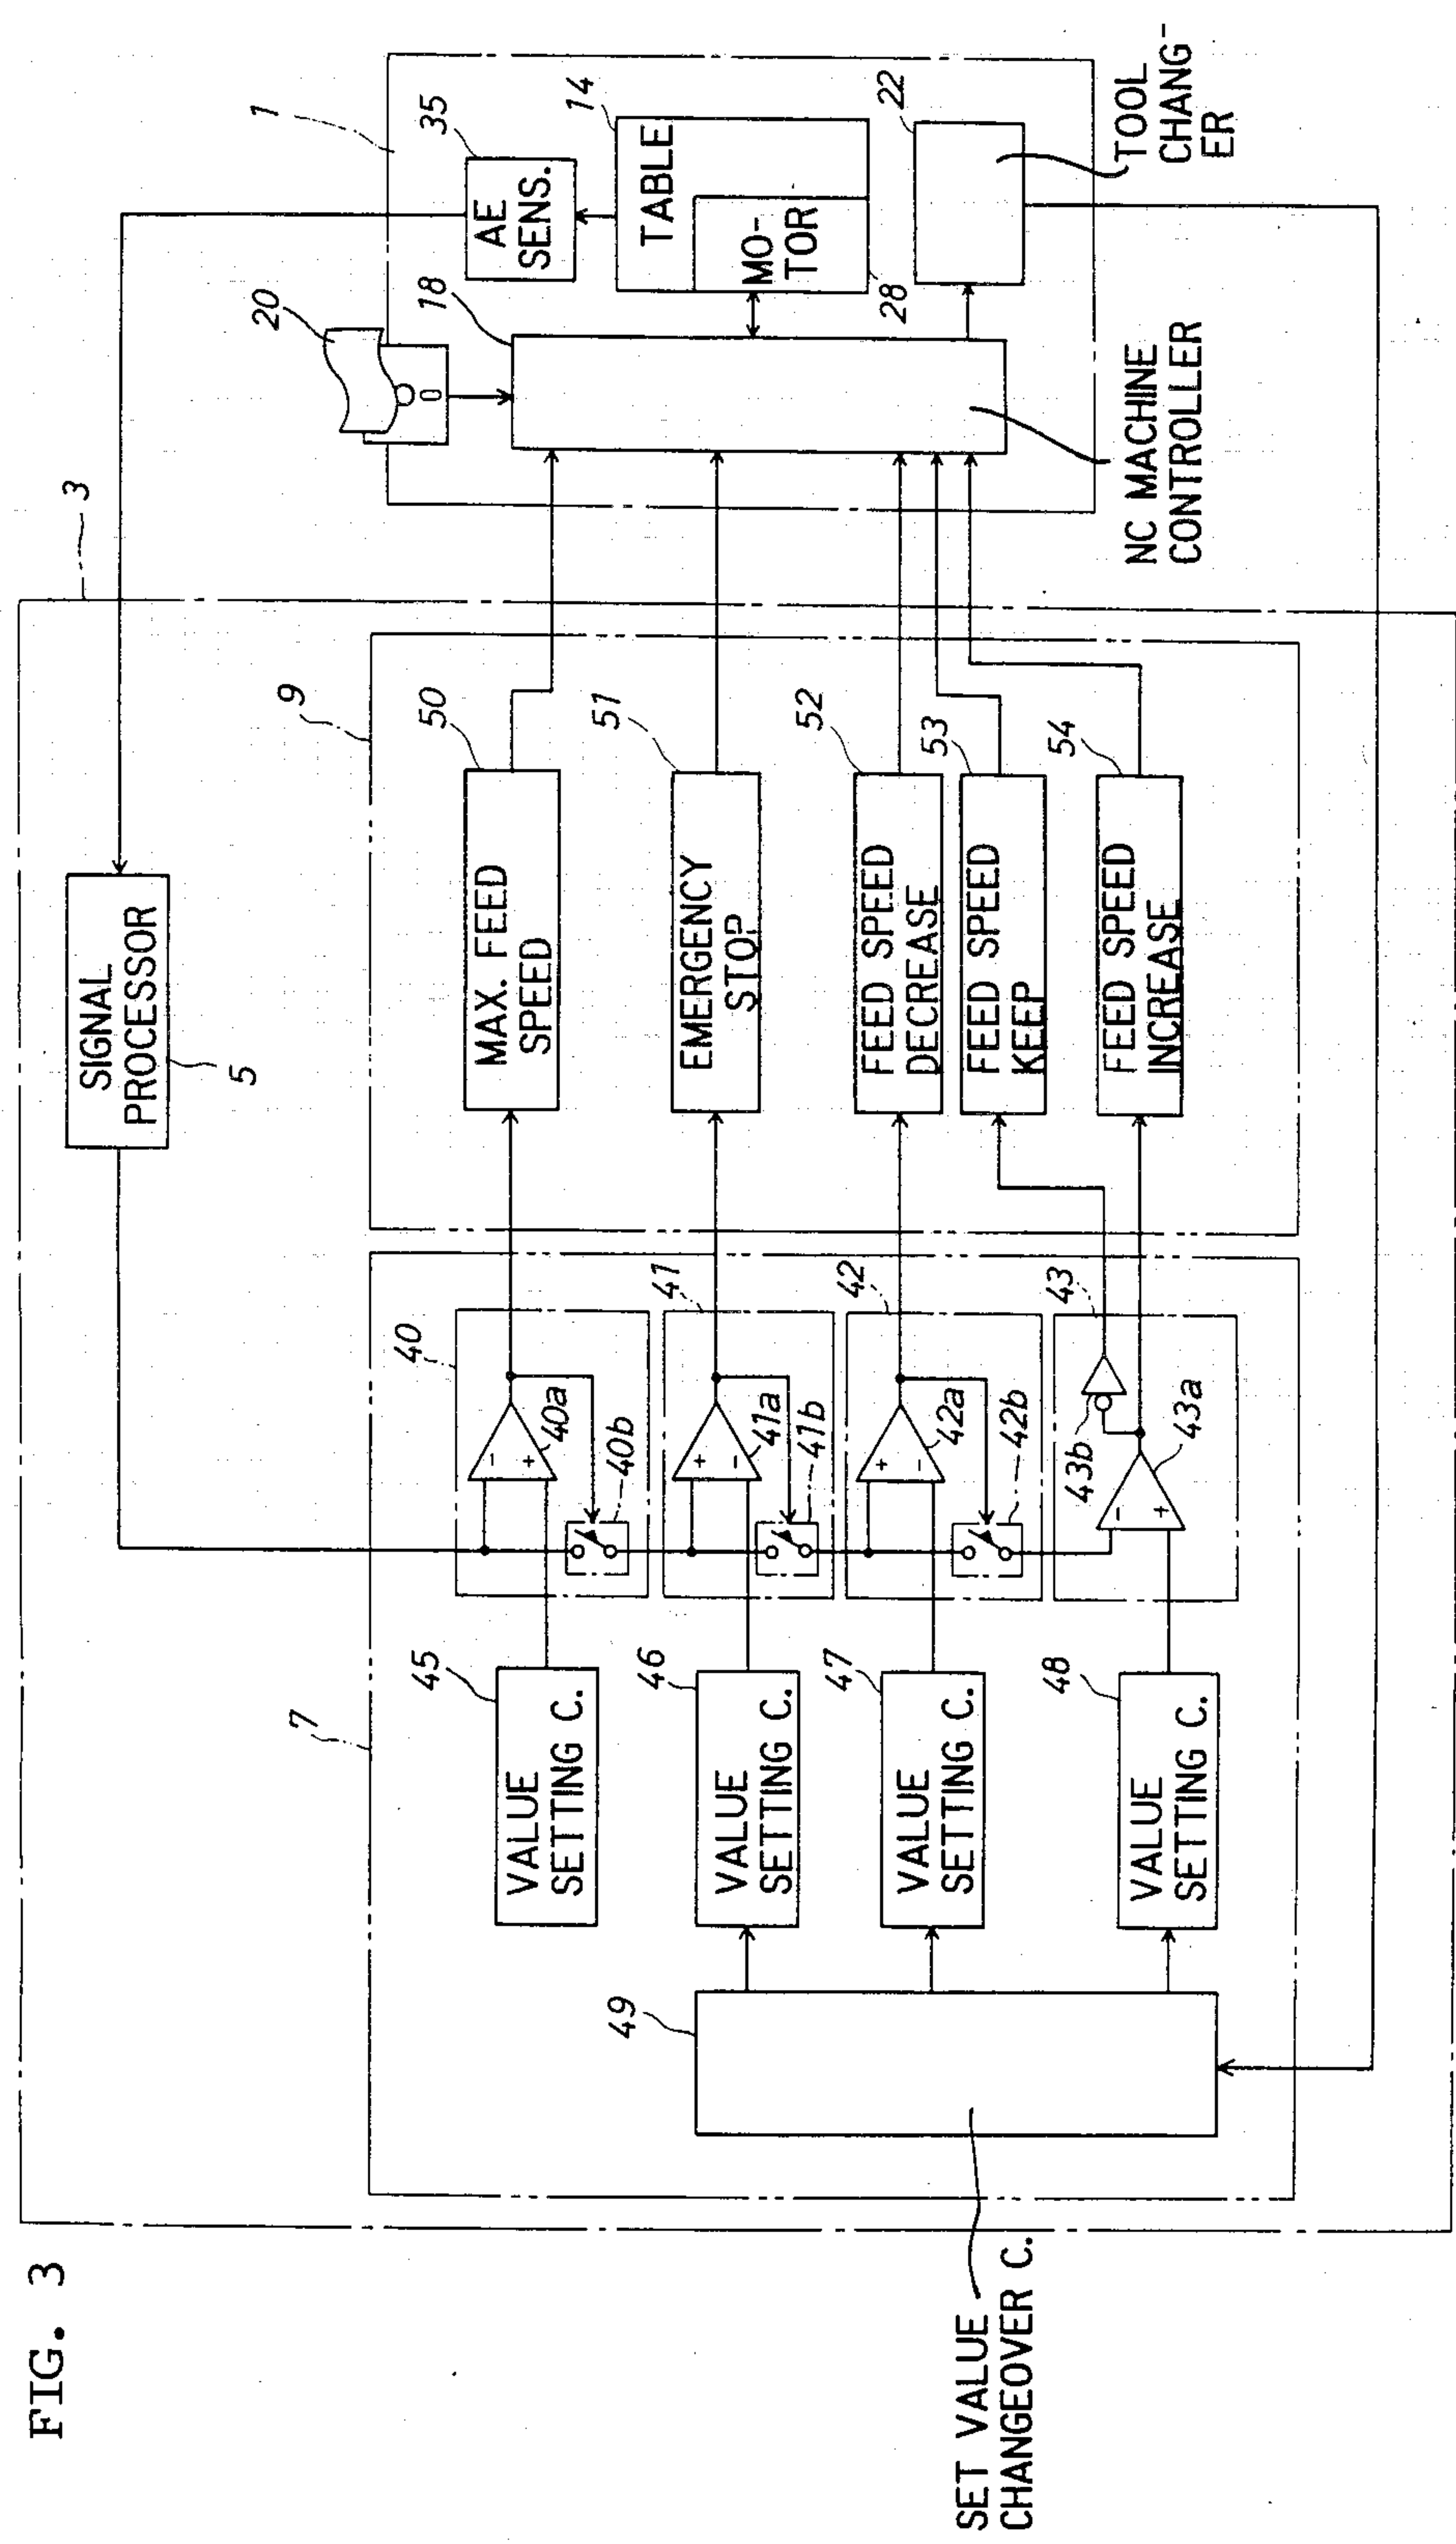 FIG. 3
3
SIGNAL
PROCESSOR
5
20
1
AE
SENS.
35
TABLE
14
MO-
TOR
28
18
22
TOOL
CHANG-
ER
NC MACHINE
CONTROLLER
9
MAX. FEED
SPEED
50
EMERGENCY
STOP
51
FEED SPEED
DECREASE
52
FEED SPEED
KEEP
53
FEED SPEED
INCREASE
54
7
40
-
+
40a
40b
41
+
-
41a
41b
42
+
-
42a
42b
43
43b
-
+
43a
VALUE
SETTING C.
45
VALUE
SETTING C.
46
VALUE
SETTING C.
47
VALUE
SETTING C.
48
49
SET VALUE
CHANGEOVER C.